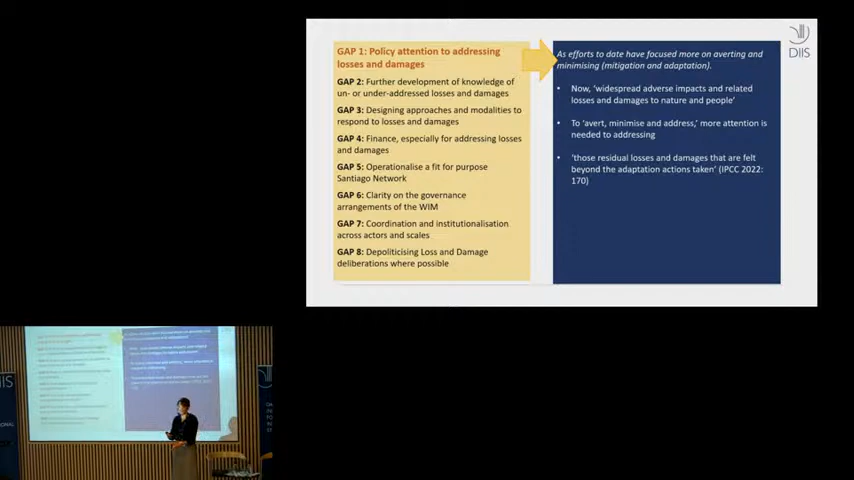 GAP 1: Policy attention to addressing
losses and damages
GAP 2: Further development of knowledge of
un- or under-addressed losses and damages
GAP 3: Designing approaches and modalities to
respond to losses and damages
GAP 4: Finance, especially for addressing losses
and damages
GAP 5: Operationalise a fit for purpose
Santiago Network
GAP 6: Clarity on the governance
arrangements of the WIM
GAP 7: Coordination and institutionalisation
across actors and scales
GAP 8: Depoliticising Loss and Damage
deliberations where possible
As efforts to date have focused more on averting and
minimising (mitigation and adaptation).
• Now, ‘widespread adverse impacts and related
losses and damages to nature and people’
• To ‘avert, minimise and address,’ more attention is
needed to addressing
• ‘those residual losses and damages that are felt
beyond the adaptation actions taken’ (IPCC 2022:
170)
DIIS
DIIS